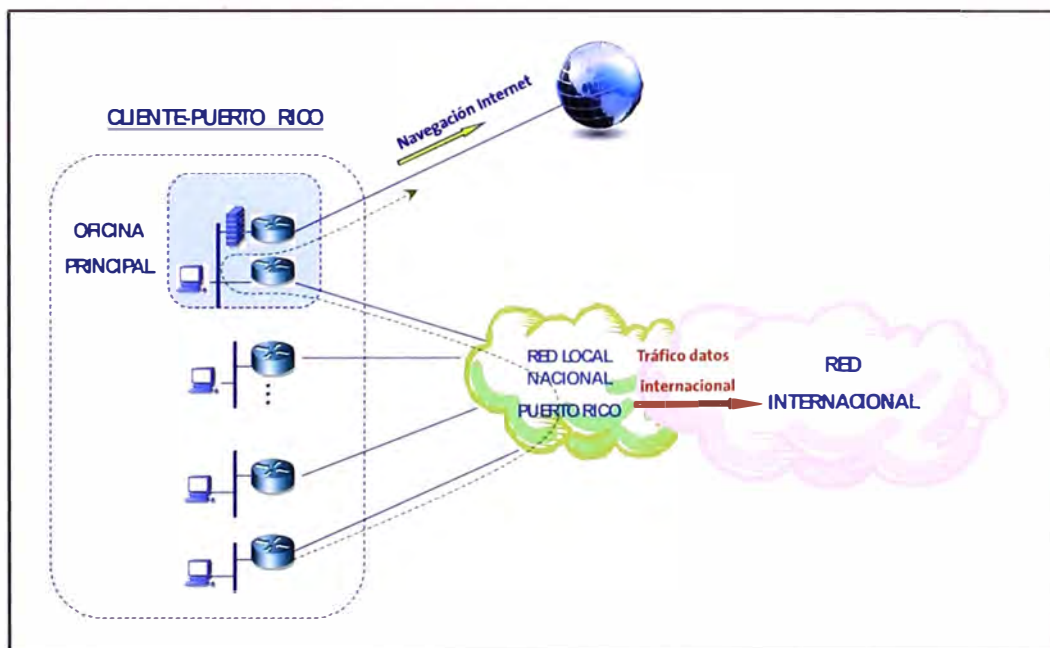 CLIENTE-PUERTO RICO
Navegación Internet
OFICINA
PRINCIPAL
RED LOCAL
NACIONAL
PUERTO RICO
Tráfico datos
internacional
RED
INTERNACIONAL